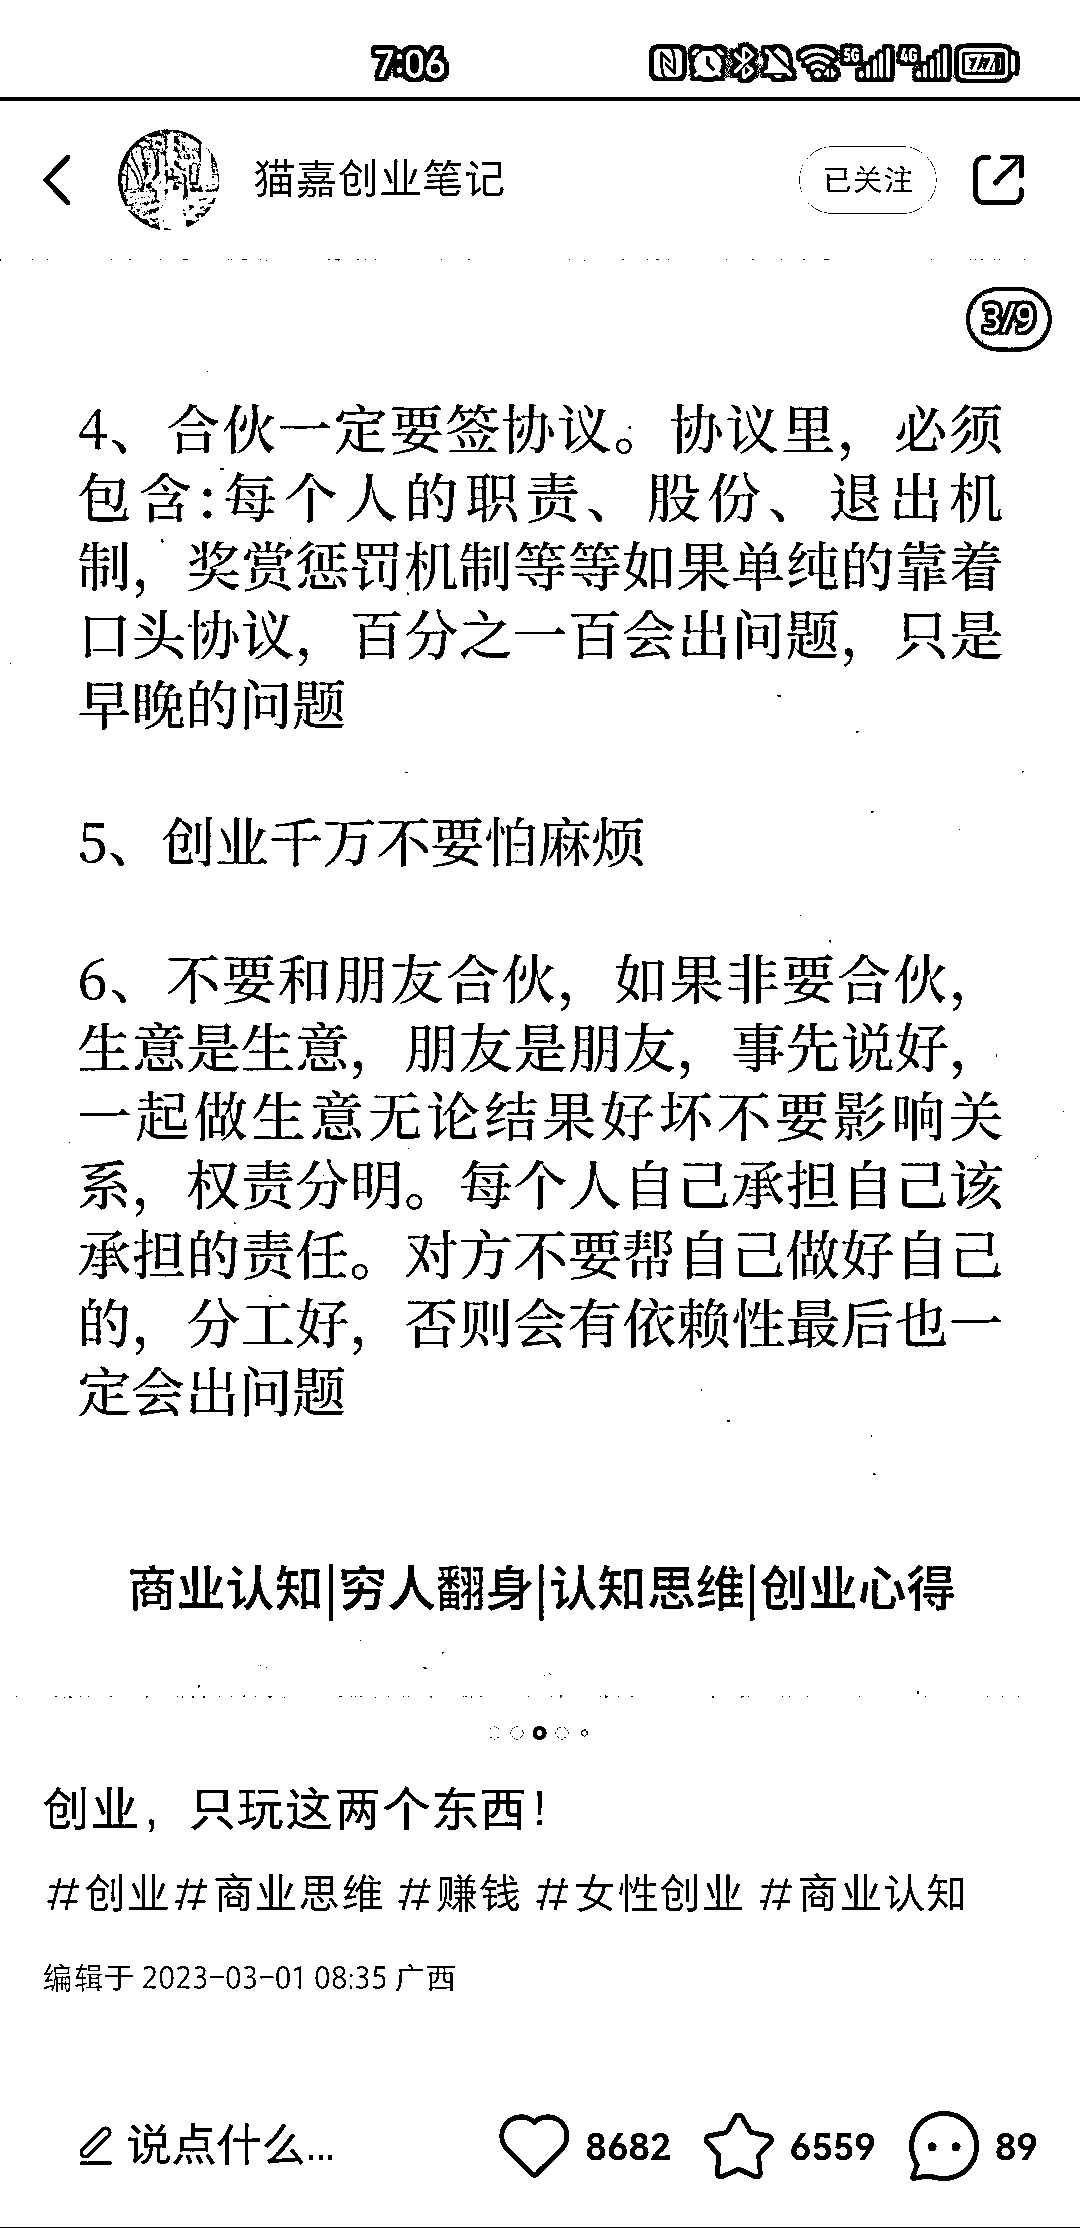 7:06
5G 4G 77
猫嘉创业笔记
已关注
3/9
4、合伙一定要签协议。协议里，必须
包含:每个人的职责、股份、退出机
制，奖赏惩罚机制等等如果单纯的靠着
口头协议，百分之一百会出问题，只是
早晚的问题
5、创业千万不要怕麻烦
6、不要和朋友合伙，如果非要合伙，
生意是生意，朋友是朋友，事先说好，
一起做生意无论结果好坏不要影响关
系，权责分明。每个人自己承担自己该
承担的责任。对方不要帮自己做好自己
的，分工好，否则会有依赖性最后也一
定会出问题
商业认知|穷人翻身|认知思维|创业心得
创业，只玩这两个东西！
#创业#商业思维 #赚钱 #女性创业 #商业认知
编辑于 2023-03-01 08:35 广西
说点什么...
8682
6559
89